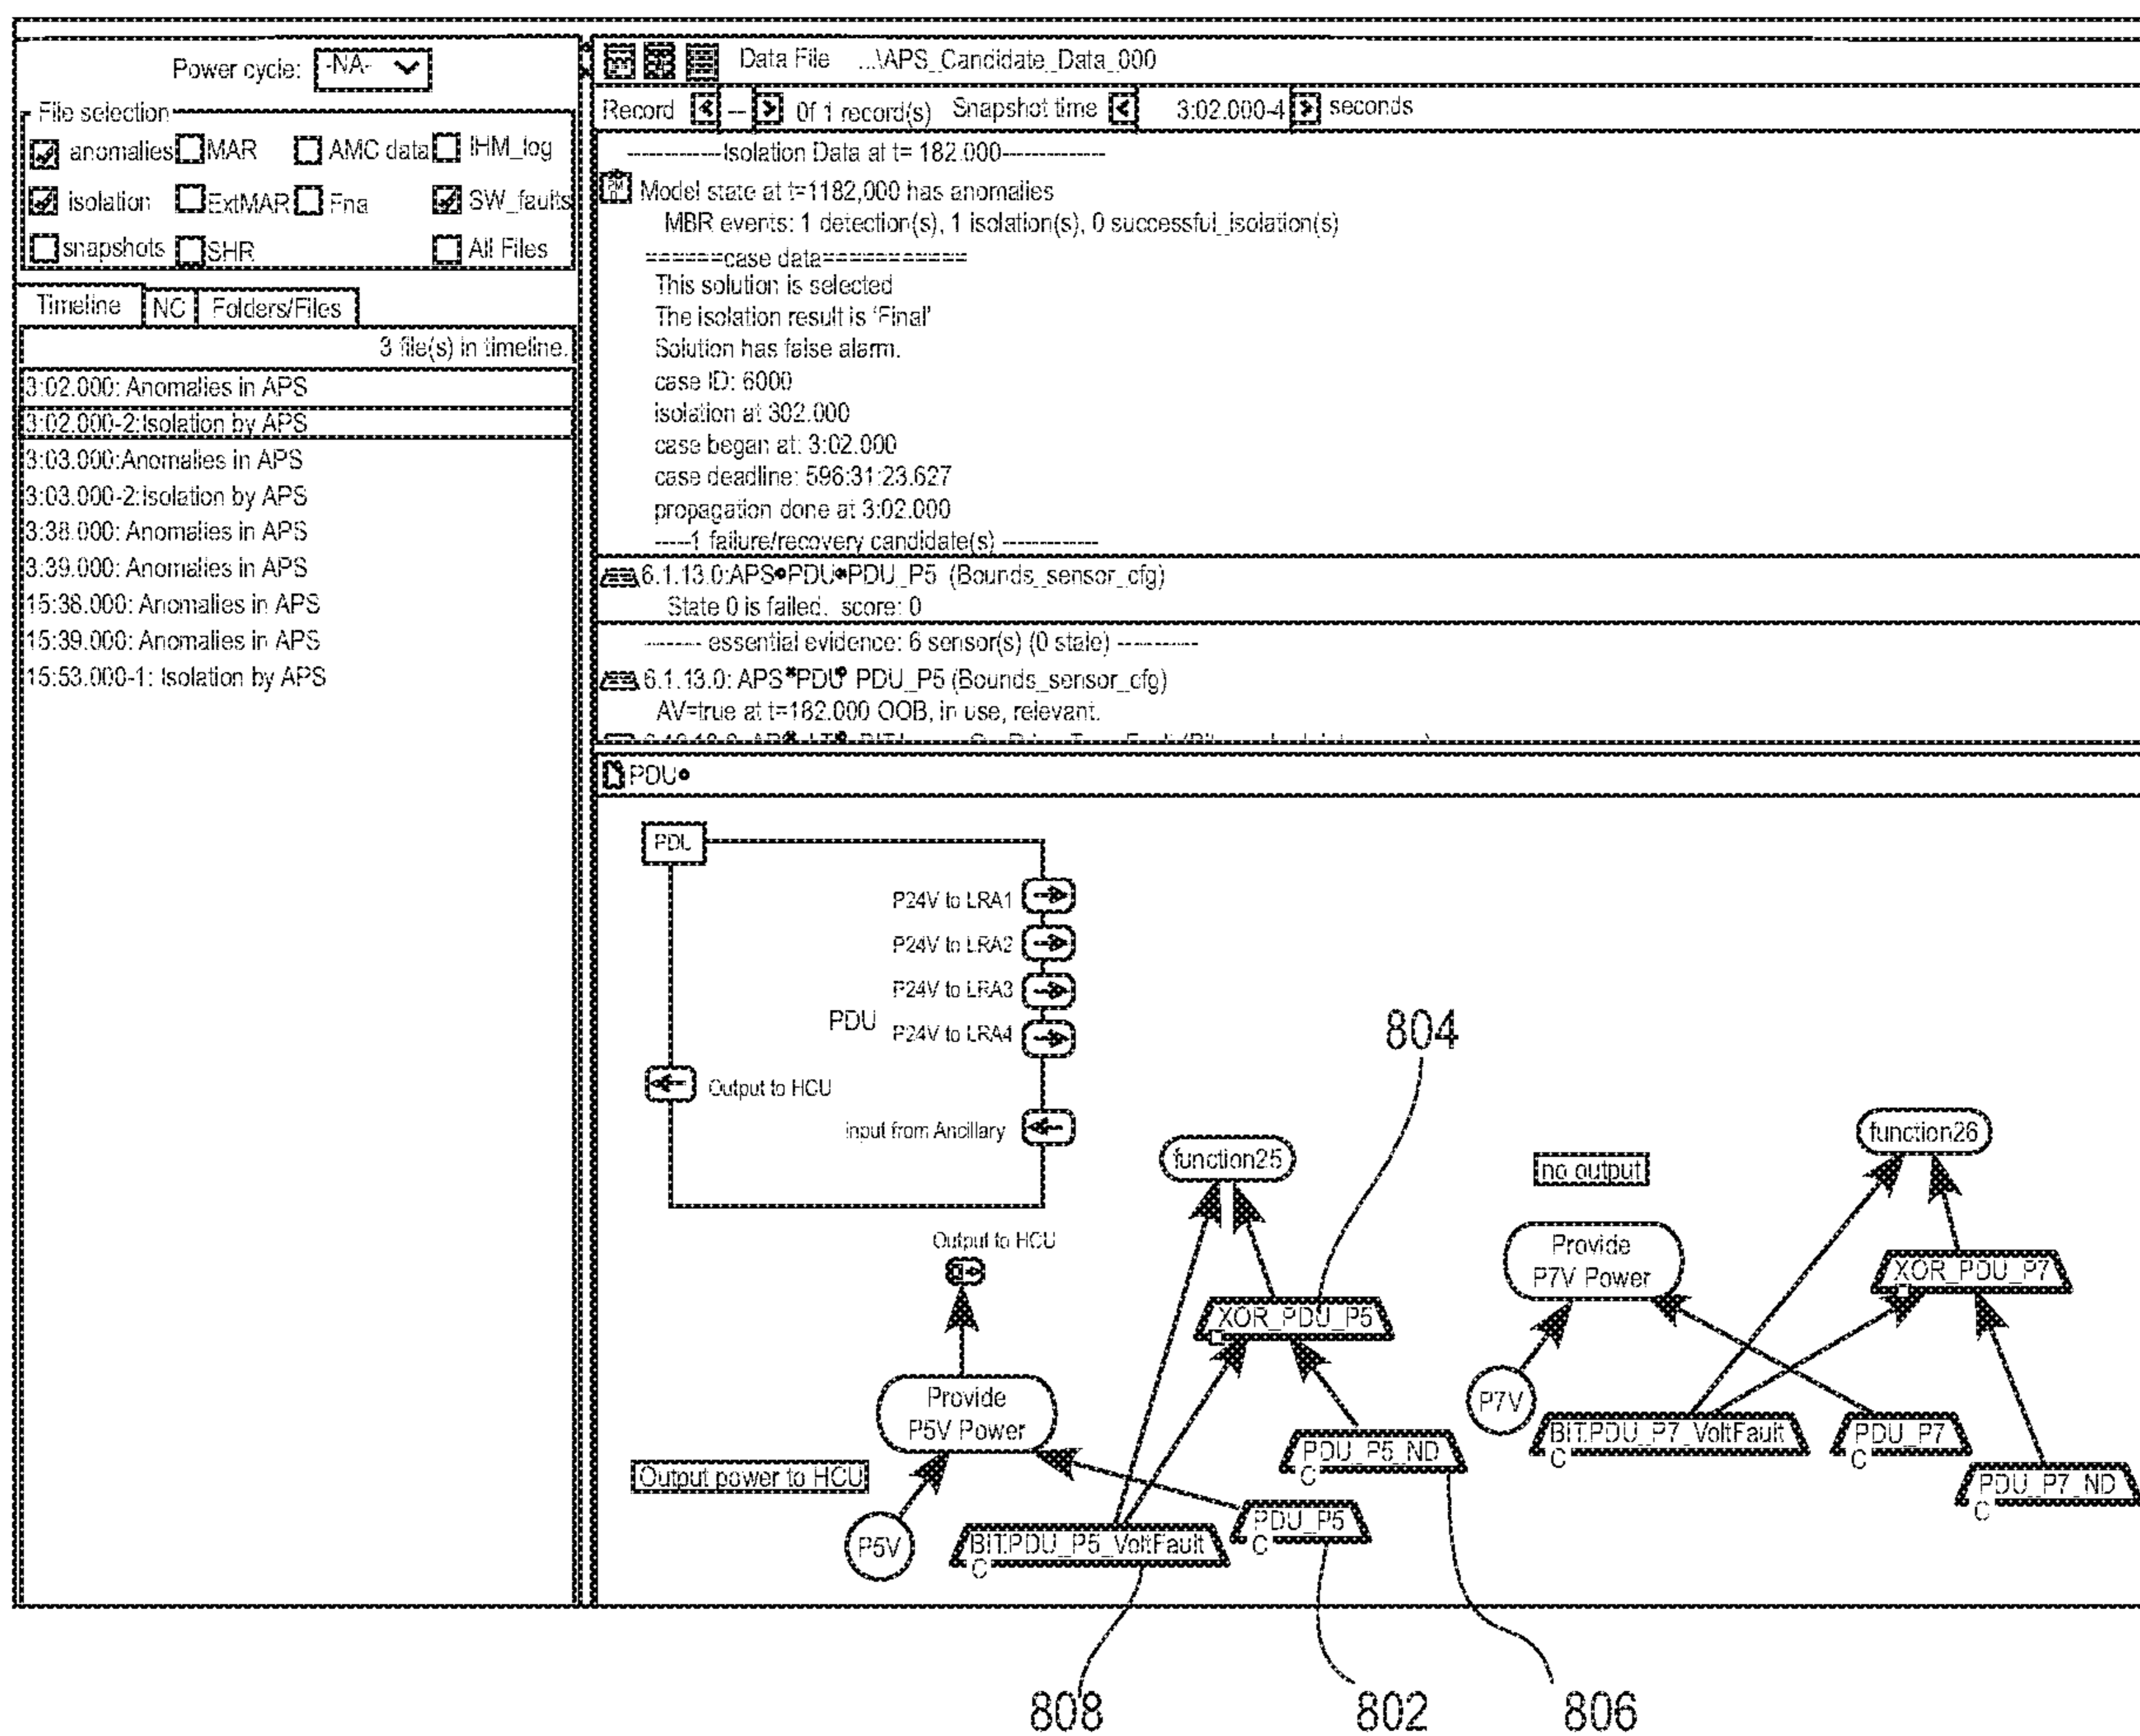 Power cycle: -NA-
File selection
anomalies MAR AMC data IHM_log
isolation ExtMAR Fna SW_faults
snapshots SHR All Files
Timeline NC Folders/Files
3 file(s) in timeline.
3:02.000: Anomalies in APS
3:02.000-2:Isolation by APS
3:03.000:Anomalies in APS
3:03.000-2:Isolation by APS
3:38.000: Anomalies in APS
3:39.000: Anomalies in APS
15:38.000: Anomalies in APS
15:39.000: Anomalies in APS
15:53.000-1: Isolation by APS
Data File ...\APS_Candidate_Data_000
Record -- Of 1 record(s) Snapshot time 3:02.000-4 seconds
-------------Isolation Data at t= 182.000--------------
Model state at t=1182,000 has anomalies
MBR events: 1 detection(s), 1 isolation(s), 0 successful_isolation(s)
======case data===========
This solution is selected
The isolation result is 'Final'
Solution has false alarm.
case ID: 6000
isolation at 302.000
case began at: 3:02.000
case deadline: 596:31:23.627
propagation done at 3:02.000
-----1 failure/recovery candidate(s) -------------
6.1.13.0:APS•PDU•PDU_P5 (Bounds_sensor_cfg)
State 0 is failed. score: 0
-------- essential evidence: 6 sensor(s) (0 stale) -----------
6.1.13.0: APS*PDU• PDU_P5 (Bounds_sensor_cfg)
AV=true at t=182.000 OOB, in use, relevant.
PDU•
PDU
P24V to LRA1
P24V to LRA2
P24V to LRA3
PDU P24V to LRA4
Output to HCU
input from Ancillary
804
function25
function26
no output
Output to HCU
Provide
P7V Power
XOR_PDU_P7
XOR_PDU_P5
Provide
P5V Power
P7V
BIT.PDU_P7_VoltFault
C
PDU_P7
C
PDU_P5_ND
C
PDU_P7_ND
C
Output power to HCU
P5V
BIT.PDU_P5_VoltFault
C
PDU_P5
C
808 802 806